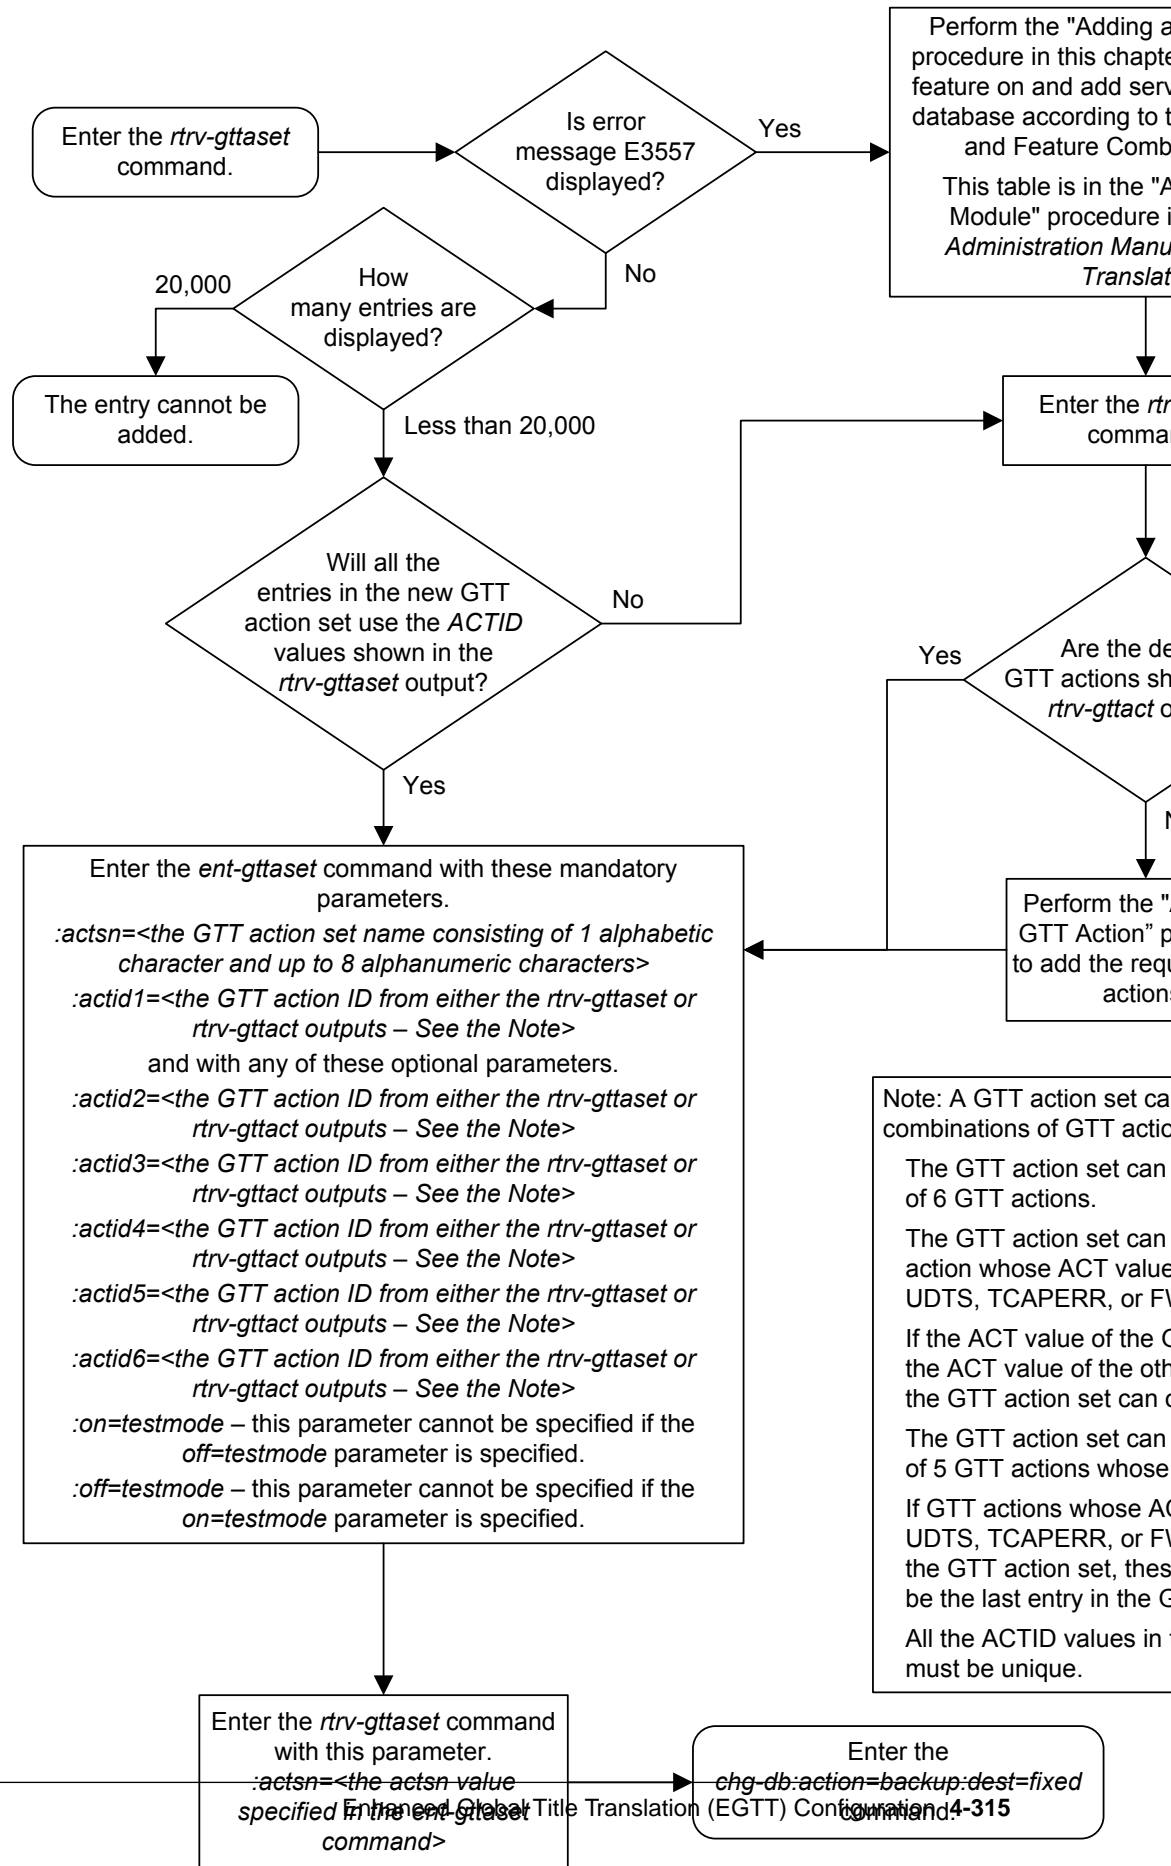 Enter the rtrv-gttaset
command.
Is error
message E3557
displayed?
Yes
No
Perform the "Adding a
procedure in this chapte
feature on and add serv
database according to t
and Feature Comb
This table is in the "A
Module" procedure i
Administration Manu
Translat
How
many entries are
displayed?
20,000
The entry cannot be
added.
Less than 20,000
Enter the rtr
comma
Will all the
entries in the new GTT
action set use the ACTID
values shown in the
rtrv-gttaset output?
No
Yes
Are the de
GTT actions sh
rtrv-gttact o
Yes
N
Perform the "A
GTT Action” p
to add the requ
actions
Enter the ent-gttaset command with these mandatory
parameters.
:actsn=<the GTT action set name consisting of 1 alphabetic
character and up to 8 alphanumeric characters>
:actid1=<the GTT action ID from either the rtrv-gttaset or
rtrv-gttact outputs – See the Note>
and with any of these optional parameters.
:actid2=<the GTT action ID from either the rtrv-gttaset or
rtrv-gttact outputs – See the Note>
:actid3=<the GTT action ID from either the rtrv-gttaset or
rtrv-gttact outputs – See the Note>
:actid4=<the GTT action ID from either the rtrv-gttaset or
rtrv-gttact outputs – See the Note>
:actid5=<the GTT action ID from either the rtrv-gttaset or
rtrv-gttact outputs – See the Note>
:actid6=<the GTT action ID from either the rtrv-gttaset or
rtrv-gttact outputs – See the Note>
:on=testmode – this parameter cannot be specified if the
off=testmode parameter is specified.
:off=testmode – this parameter cannot be specified if the
on=testmode parameter is specified.
Note: A GTT action set ca
combinations of GTT actio
The GTT action set can
of 6 GTT actions.
The GTT action set can
action whose ACT value
UDTS, TCAPERR, or FW
If the ACT value of the G
the ACT value of the oth
the GTT action set can c
The GTT action set can
of 5 GTT actions whose
If GTT actions whose AC
UDTS, TCAPERR, or FW
the GTT action set, thes
be the last entry in the G
All the ACTID values in t
must be unique.
Enter the rtrv-gttaset command
with this parameter.
:actsn=<the actsn value
specified in the ent-gttaset
command>
Enter the
chg-db:action=backup:dest=fixed
command.
Enhanced Global Title Translation (EGTT) Configuration 4-315